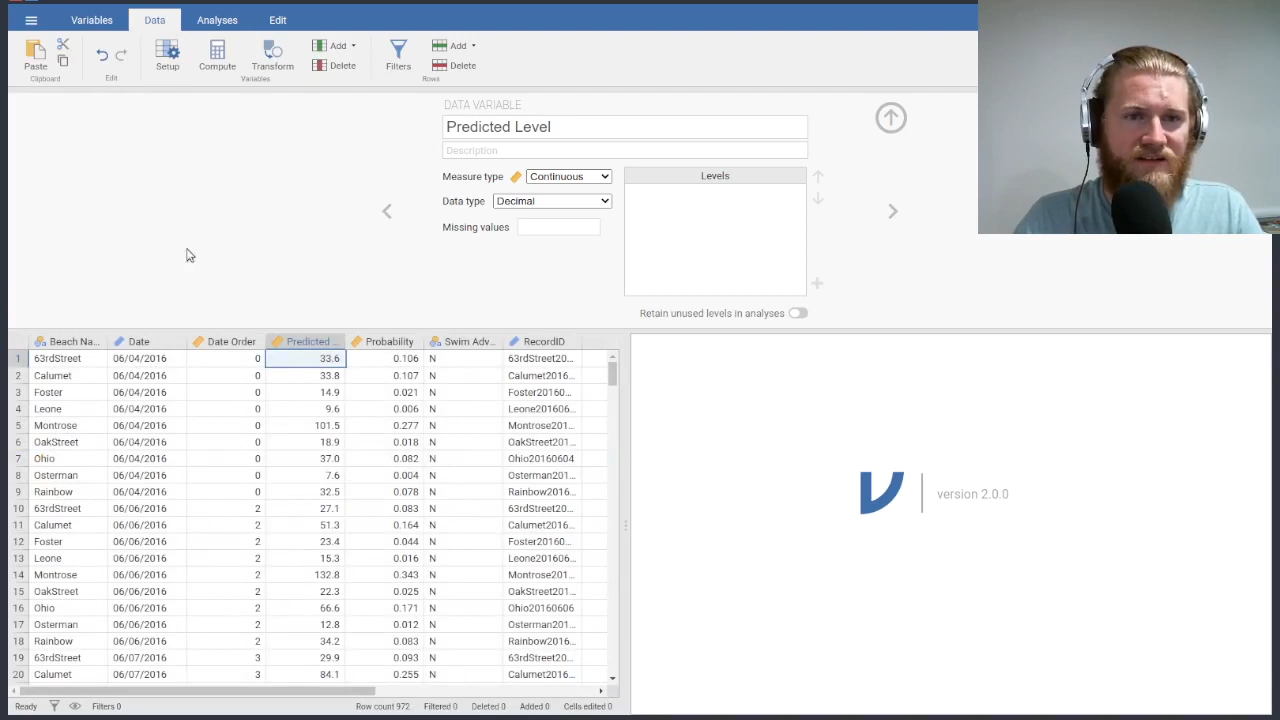 Variables Data Analyses Edit
Paste Setup Compute Transform Add Delete Filters Add Delete
Clipboard Edit Variables Rows
DATA VARIABLE
Predicted Level
Description
Measure type Continuous
Data type Decimal
Missing values
Levels
Retain unused levels in analyses
Beach Na... Date Date Order Predicted ... Probability Swim Adv... RecordID
1 63rdStreet 06/04/2016 0 33.6 0.106 N 63rdStreet20...
2 Calumet 06/04/2016 0 33.8 0.107 N Calumet2016...
3 Foster 06/04/2016 0 14.9 0.021 N Foster20160...
4 Leone 06/04/2016 0 9.6 0.006 N Leone201606...
5 Montrose 06/04/2016 0 101.5 0.277 N Montrose201...
6 OakStreet 06/04/2016 0 18.9 0.018 N OakStreet201...
7 Ohio 06/04/2016 0 37.0 0.082 N Ohio20160604
8 Osterman 06/04/2016 0 7.6 0.004 N Osterman201...
9 Rainbow 06/04/2016 0 32.5 0.078 N Rainbow2016...
10 63rdStreet 06/06/2016 2 27.1 0.083 N 63rdStreet20...
11 Calumet 06/06/2016 2 51.3 0.164 N Calumet2016...
12 Foster 06/06/2016 2 23.4 0.044 N Foster20160...
13 Leone 06/06/2016 2 15.3 0.016 N Leone201606...
14 Montrose 06/06/2016 2 132.8 0.343 N Montrose201...
15 OakStreet 06/06/2016 2 22.3 0.025 N OakStreet201...
16 Ohio 06/06/2016 2 66.6 0.171 N Ohio20160606
17 Osterman 06/06/2016 2 12.8 0.012 N Osterman201...
18 Rainbow 06/06/2016 2 34.2 0.083 N Rainbow2016...
19 63rdStreet 06/07/2016 3 29.9 0.093 N 63rdStreet20...
20 Calumet 06/07/2016 3 84.1 0.255 N Calumet2016...
version 2.0.0
Ready Filters 0 Row count 972 Filtered 0 Deleted 0 Added 0 Cells edited 0